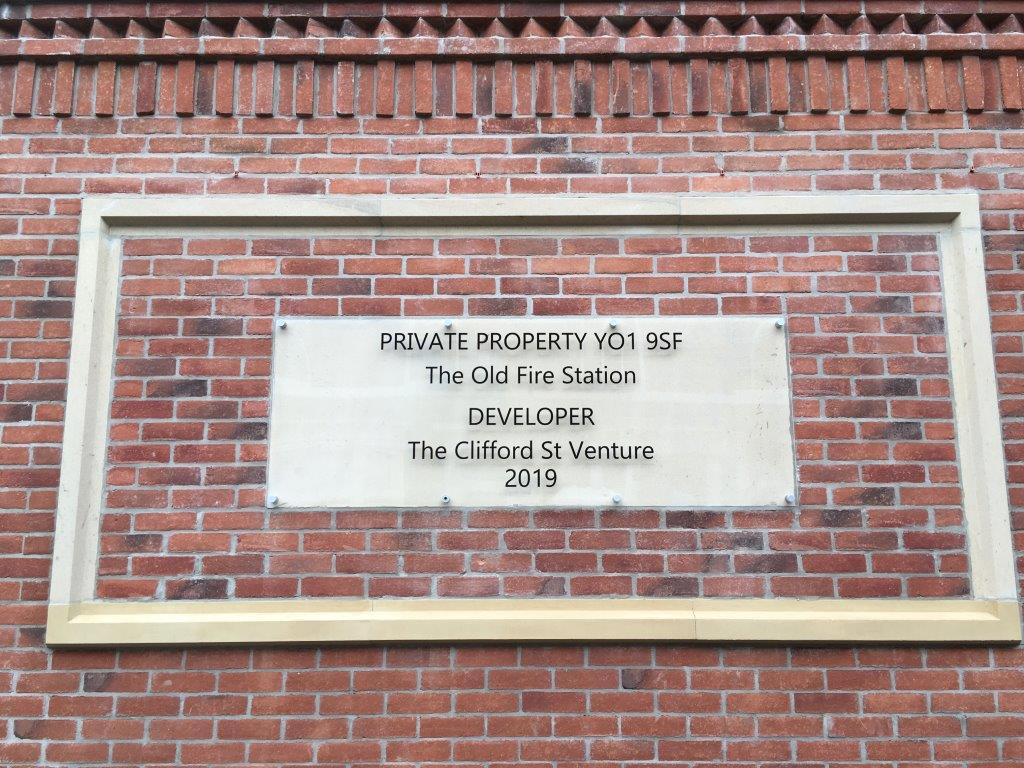 PRIVATE PROPERTY YO1 9SF
The Old Fire Station
DEVELOPER
The Clifford St Venture
2019